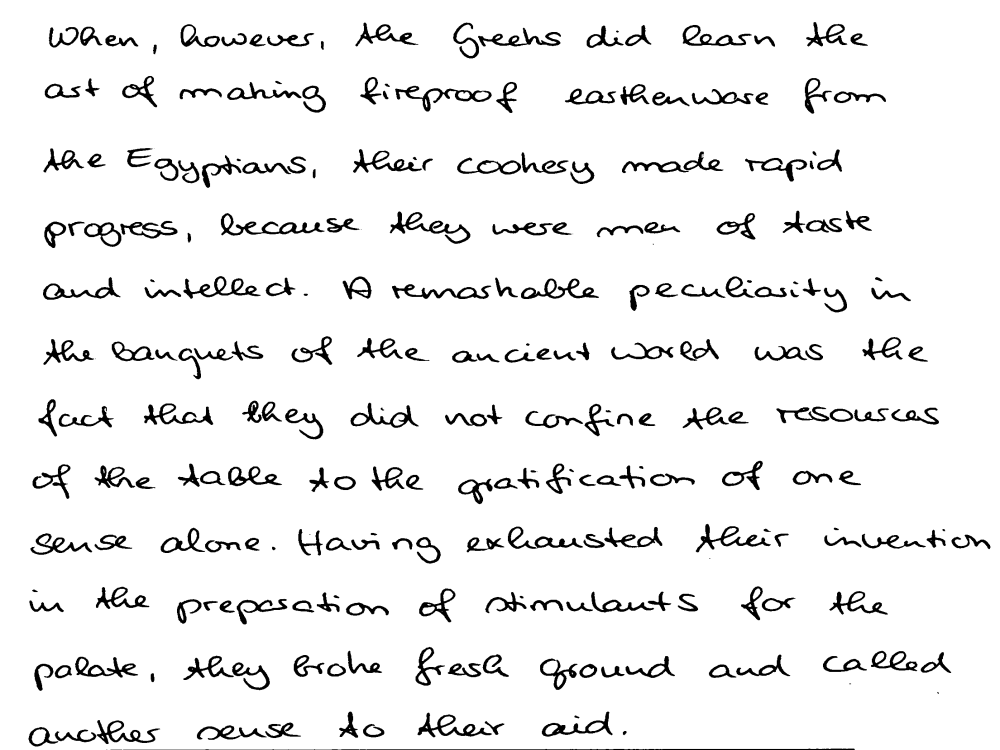 When, however, the Greeks did learn the
art of making fireproof earthenware from
the Egyptians, their cookery made rapid
progress, because they were men of taste
and intellect. A remarkable peculiarity in
the banquets of the ancient world was the
fact that they did not confine the resources
of the table to the gratification of one
sense alone. Having exhausted their invention
in the preparation of stimulants for the
palate, they broke fresh ground and called
another sense to their aid.